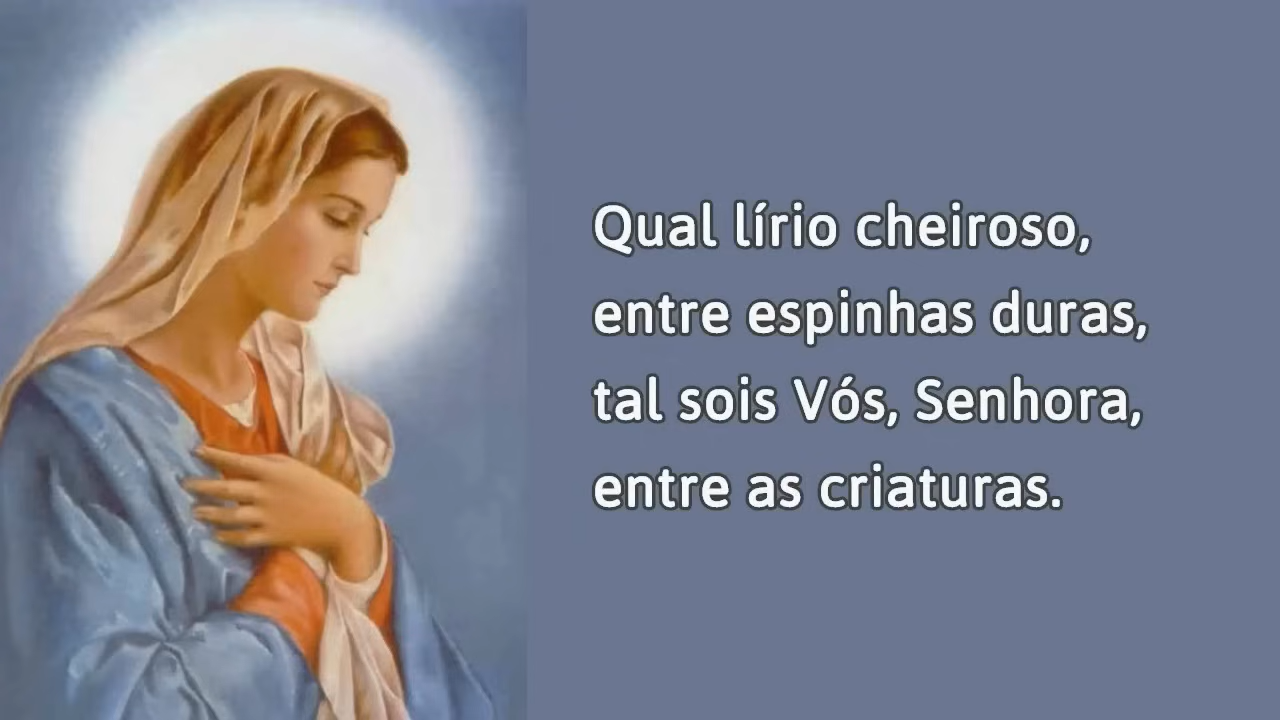 Qual lírio cheiroso,
entre espinhas duras,
tal sois Vós, Senhora,
entre as criaturas.